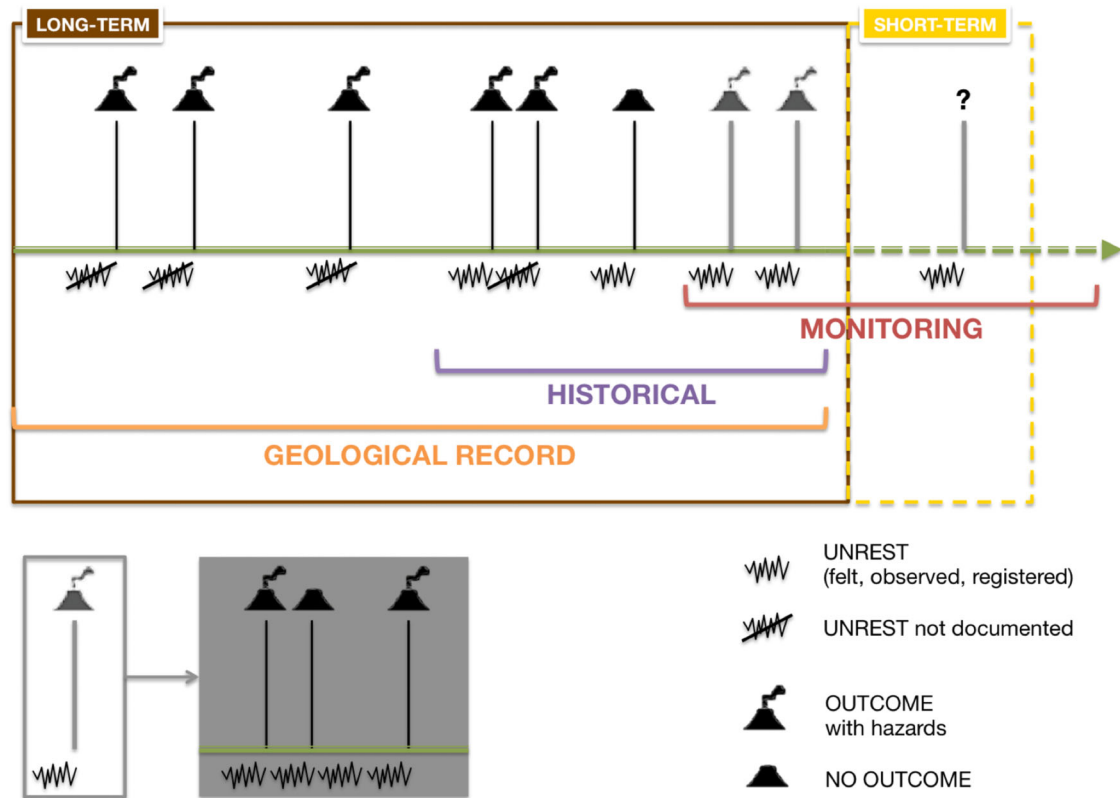 LONG-TERM
SHORT-TERM
?
MONITORING
HISTORICAL
GEOLOGICAL RECORD
UNREST
(felt, observed, registered)
UNREST not documented
OUTCOME
with hazards
NO OUTCOME